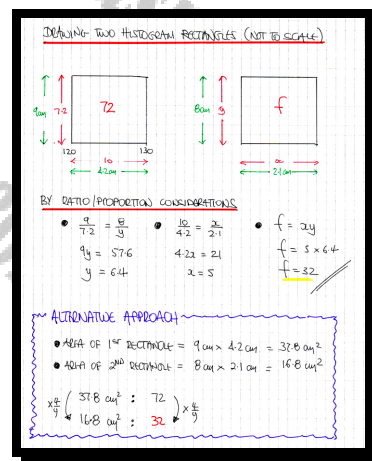 DRAWING TWO HISTOGRAM RECTANGLES (NOT TO SCALE)
9cm 7.2 72
120 130
10
4.2cm
8cm y f
x
2.1cm
BY RATIO/PROPORTION CONSIDERATIONS
• 9/7.2 = 8/y
9y = 57.6
y = 6.4
• 10/4.2 = x/2.1
4.2x = 21
x = 5
• f = xy
f = 5 × 6.4
f = 32
ALTERNATIVE APPROACH
• AREA OF 1ST RECTANGLE = 9cm × 4.2cm = 37.8 cm²
• AREA OF 2ND RECTANGLE = 8cm × 2.1cm = 16.8 cm²
×4/9 37.8 cm² : 72 ×4/9
16.8 cm² : 32